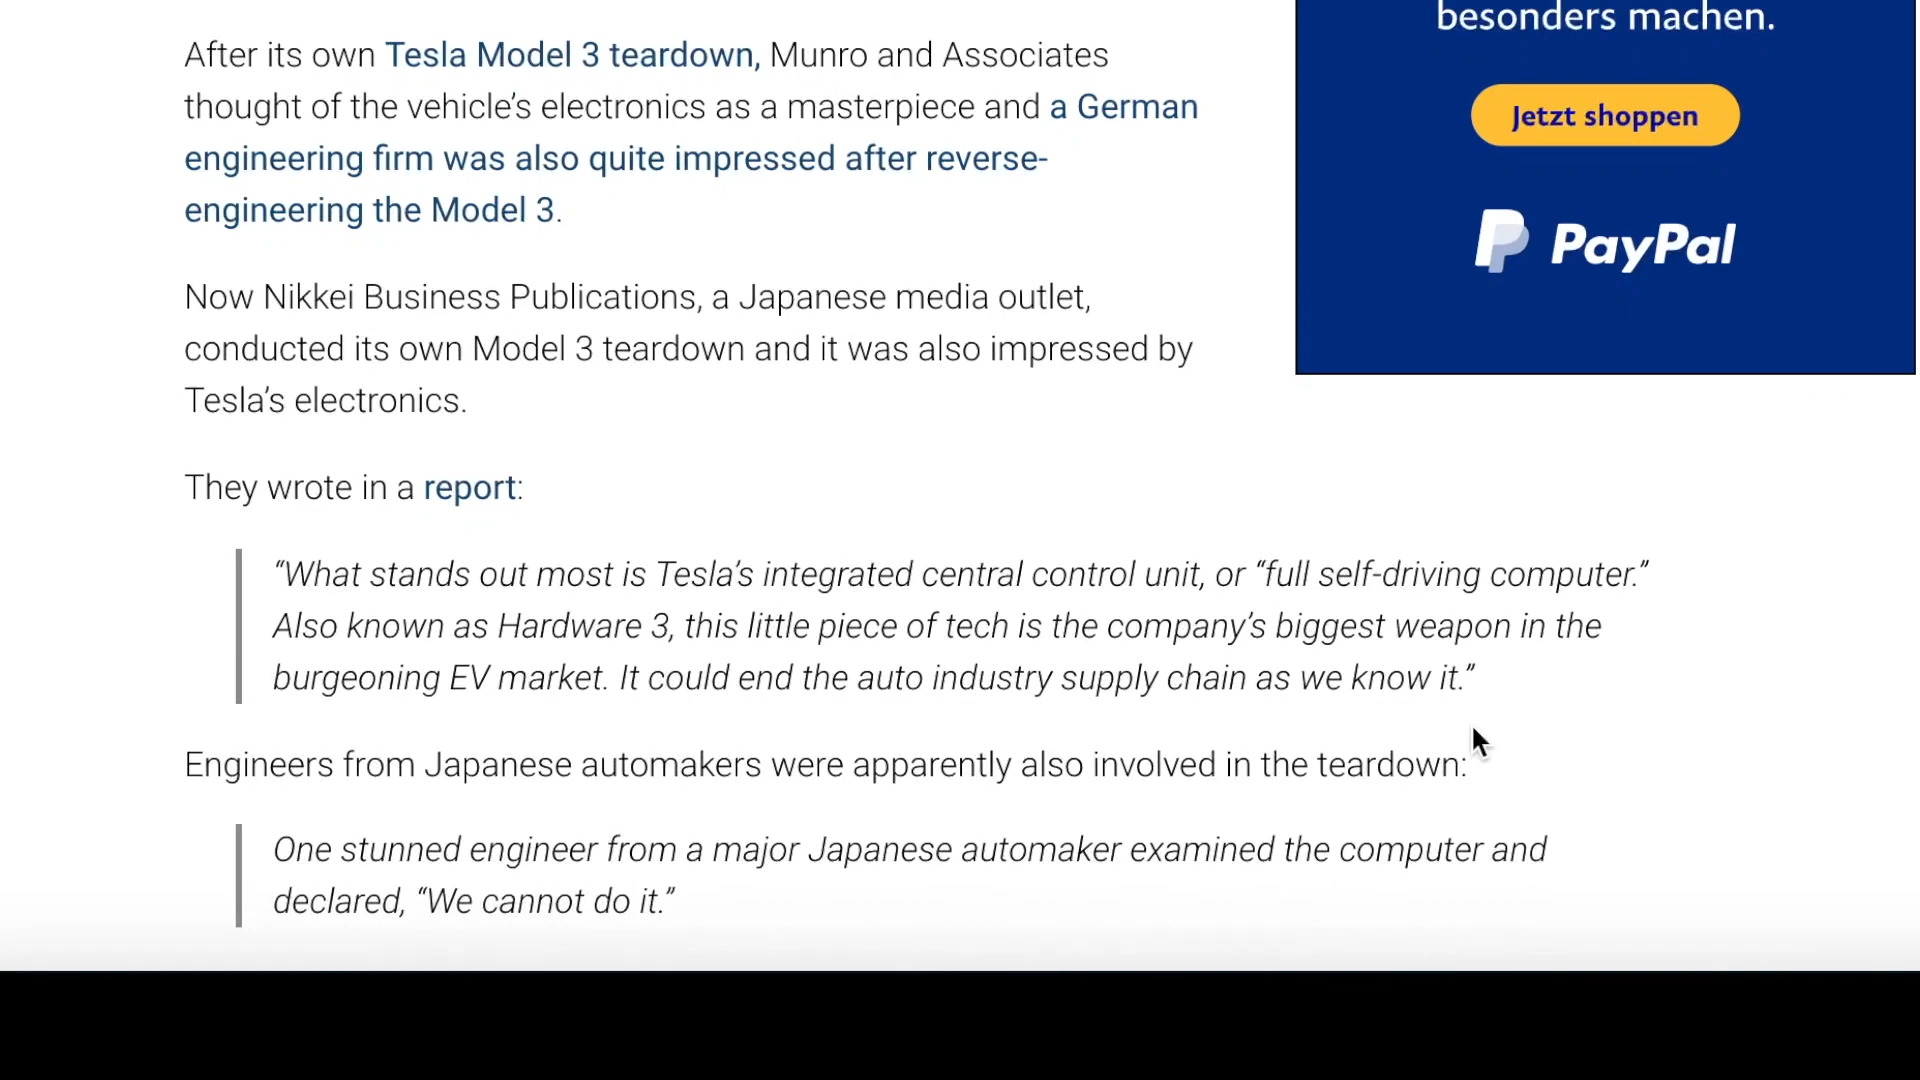 After its own Tesla Model 3 teardown, Munro and Associates
thought of the vehicle’s electronics as a masterpiece and a German
engineering firm was also quite impressed after reverse-
engineering the Model 3.
Now Nikkei Business Publications, a Japanese media outlet,
conducted its own Model 3 teardown and it was also impressed by
Tesla’s electronics.
They wrote in a report:
“What stands out most is Tesla’s integrated central control unit, or “full self-driving computer.”
Also known as Hardware 3, this little piece of tech is the company’s biggest weapon in the
burgeoning EV market. It could end the auto industry supply chain as we know it.”
Engineers from Japanese automakers were apparently also involved in the teardown:
One stunned engineer from a major Japanese automaker examined the computer and
declared, “We cannot do it.”
besonders machen.
Jetzt shoppen
PayPal